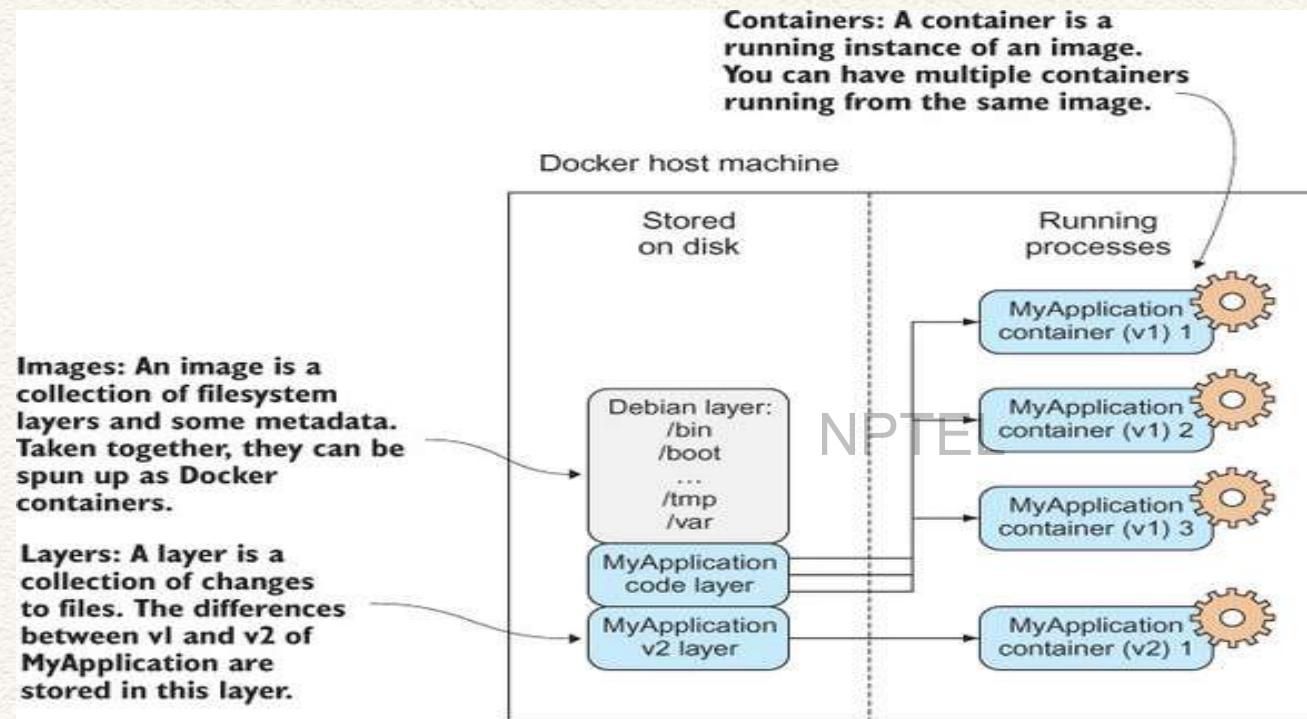 Containers: A container is a
running instance of an image.
You can have multiple containers
running from the same image.
Docker host machine
Stored
on disk
Running
processes
Images: An image is a
collection of filesystem
layers and some metadata.
Taken together, they can be
spun up as Docker
containers.
Layers: A layer is a
collection of changes
to files. The differences
between v1 and v2 of
MyApplication are
stored in this layer.
Debian layer:
/bin
/boot
...
/tmp
/var
MyApplication
code layer
MyApplication
v2 layer
NPTEL
MyApplication
container (v1) 1
MyApplication
container (v1) 2
MyApplication
container (v1) 3
MyApplication
container (v2) 1